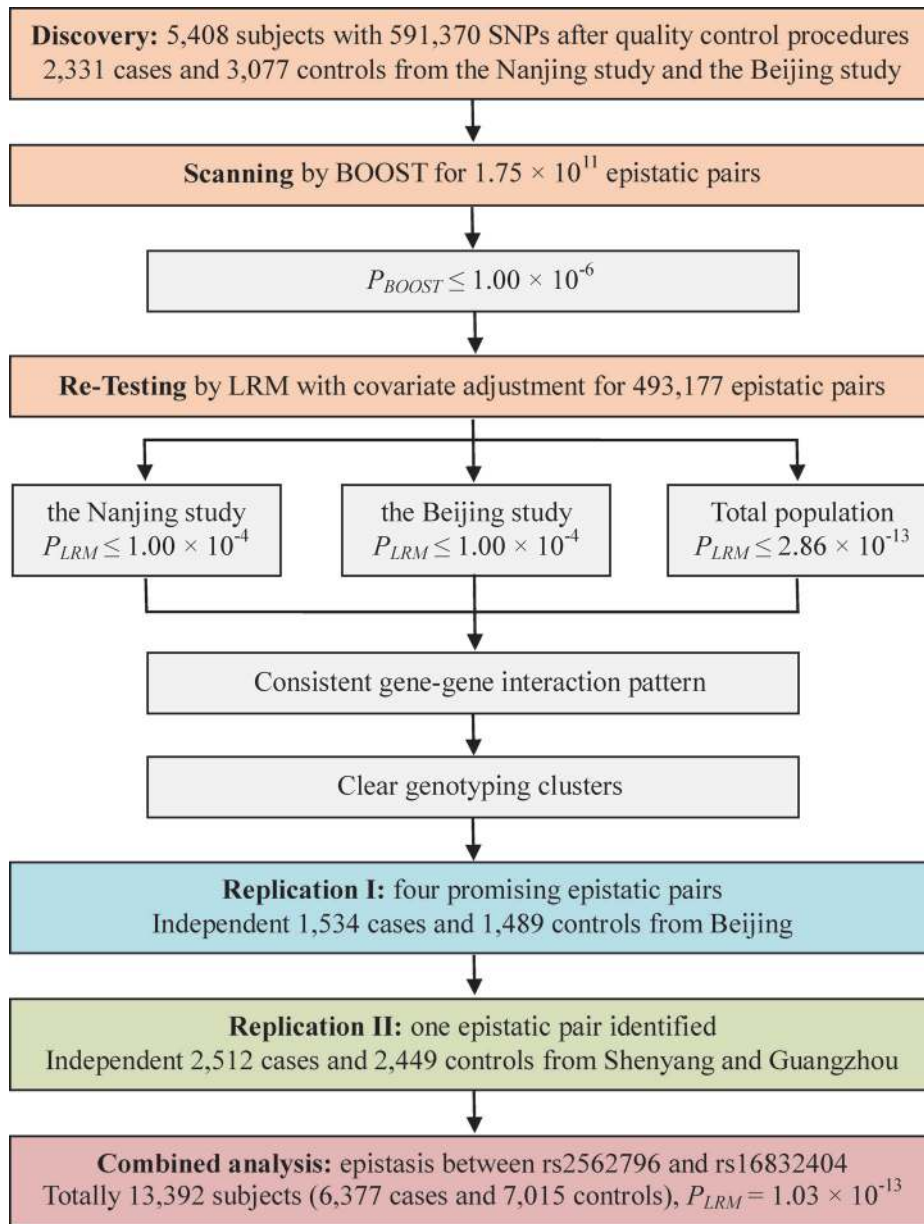 Discovery: 5,408 subjects with 591,370 SNPs after quality control procedures
2,331 cases and 3,077 controls from the Nanjing study and the Beijing study
Scanning by BOOST for 1.75 × 10¹¹ epistatic pairs
P_BOOST ≤ 1.00 × 10⁻⁶
Re-Testing by LRM with covariate adjustment for 493,177 epistatic pairs
the Nanjing study
P_LRM ≤ 1.00 × 10⁻⁴
the Beijing study
P_LRM ≤ 1.00 × 10⁻⁴
Total population
P_LRM ≤ 2.86 × 10⁻¹³
Consistent gene-gene interaction pattern
Clear genotyping clusters
Replication I: four promising epistatic pairs
Independent 1,534 cases and 1,489 controls from Beijing
Replication II: one epistatic pair identified
Independent 2,512 cases and 2,449 controls from Shenyang and Guangzhou
Combined analysis: epistasis between rs2562796 and rs16832404
Totally 13,392 subjects (6,377 cases and 7,015 controls), P_LRM = 1.03 × 10⁻¹³